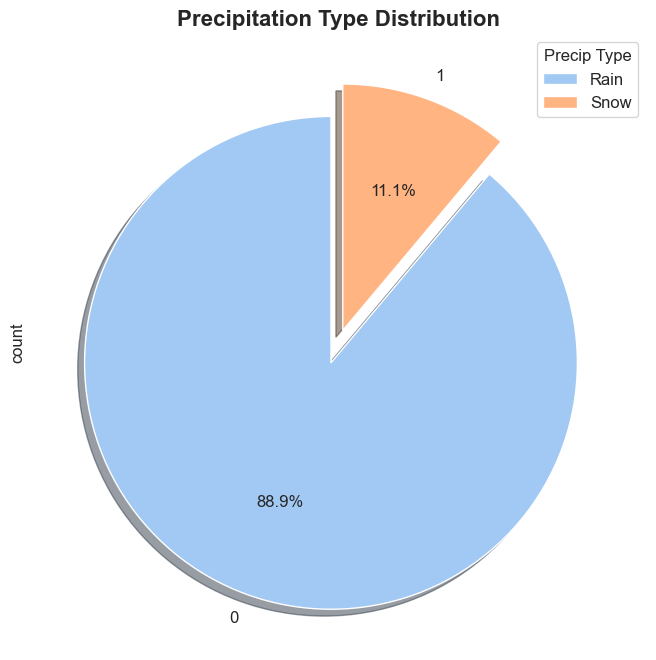 Precipitation Type Distribution
Precip Type
Rain
Snow
1
11.1%
count
88.9%
0